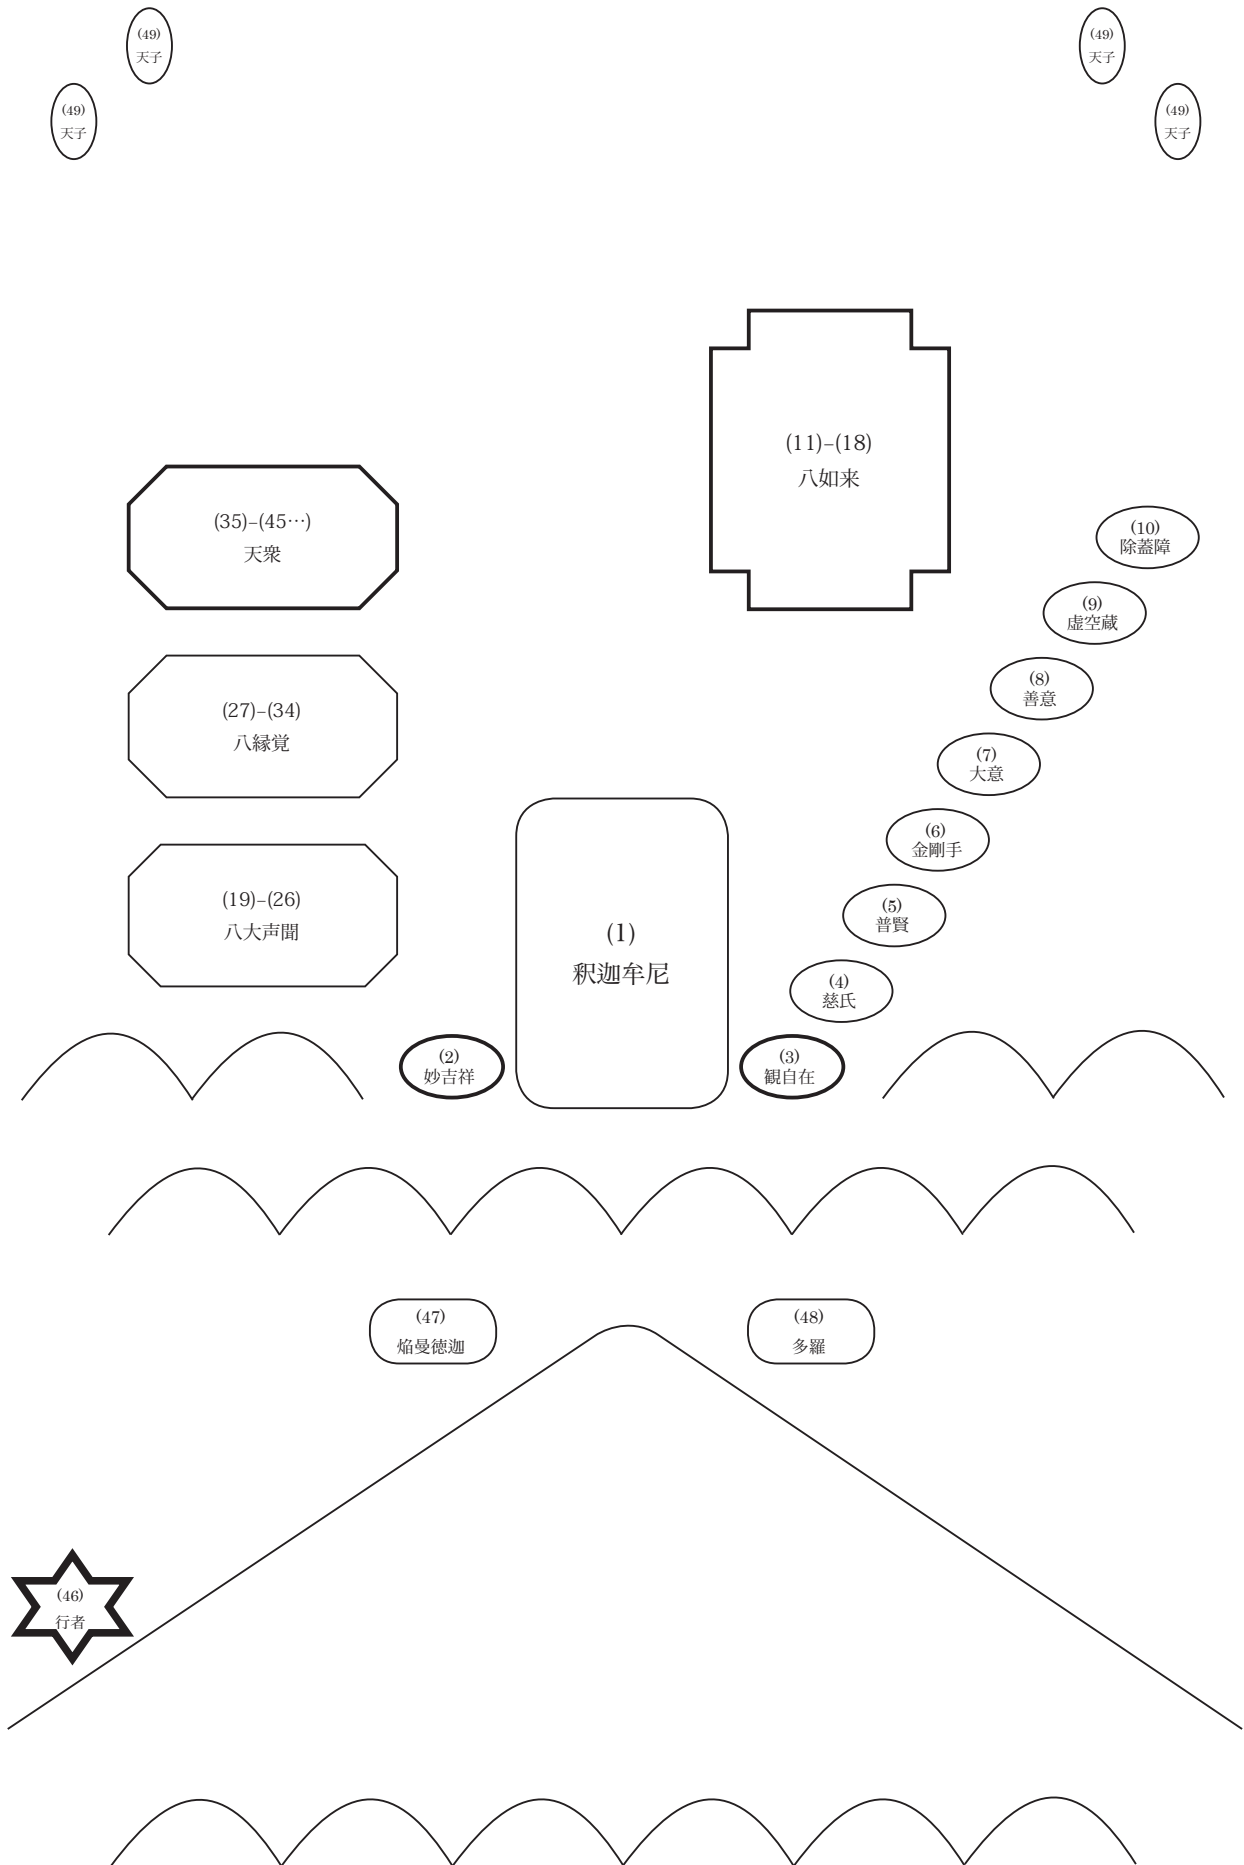 (49)
天子
(49)
天子
(49)
天子
(49)
天子
(11)–(18)
八如来
(35)–(45…)
天衆
(10)
除蓋障
(9)
虚空蔵
(8)
善意
(27)–(34)
八縁覚
(7)
大意
(6)
金剛手
(19)–(26)
八大声聞
(5)
普賢
(1)
釈迦牟尼
(4)
慈氏
(2)
妙吉祥
(3)
観自在
(47)
焔曼徳迦
(48)
多羅
(46)
行者